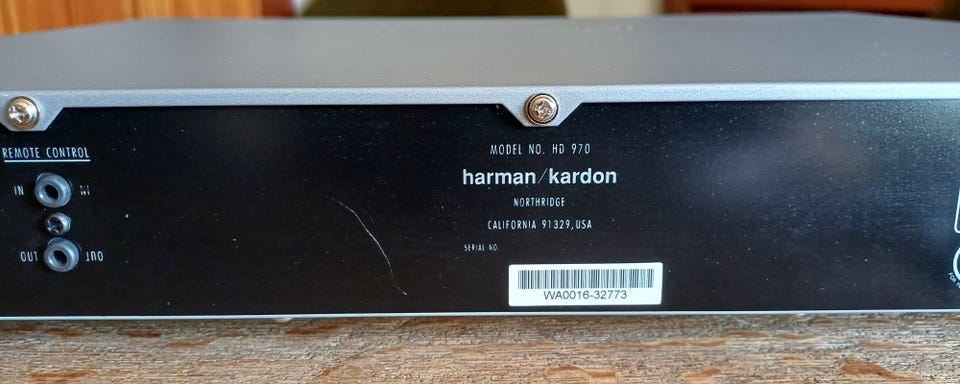 REMOTE CONTROL
IN IN
OUT OUT
MODEL NO. HD 970
harman/kardon
NORTHRIDGE
CALIFORNIA 91329, USA
SERIAL NO.
WA0016-32773